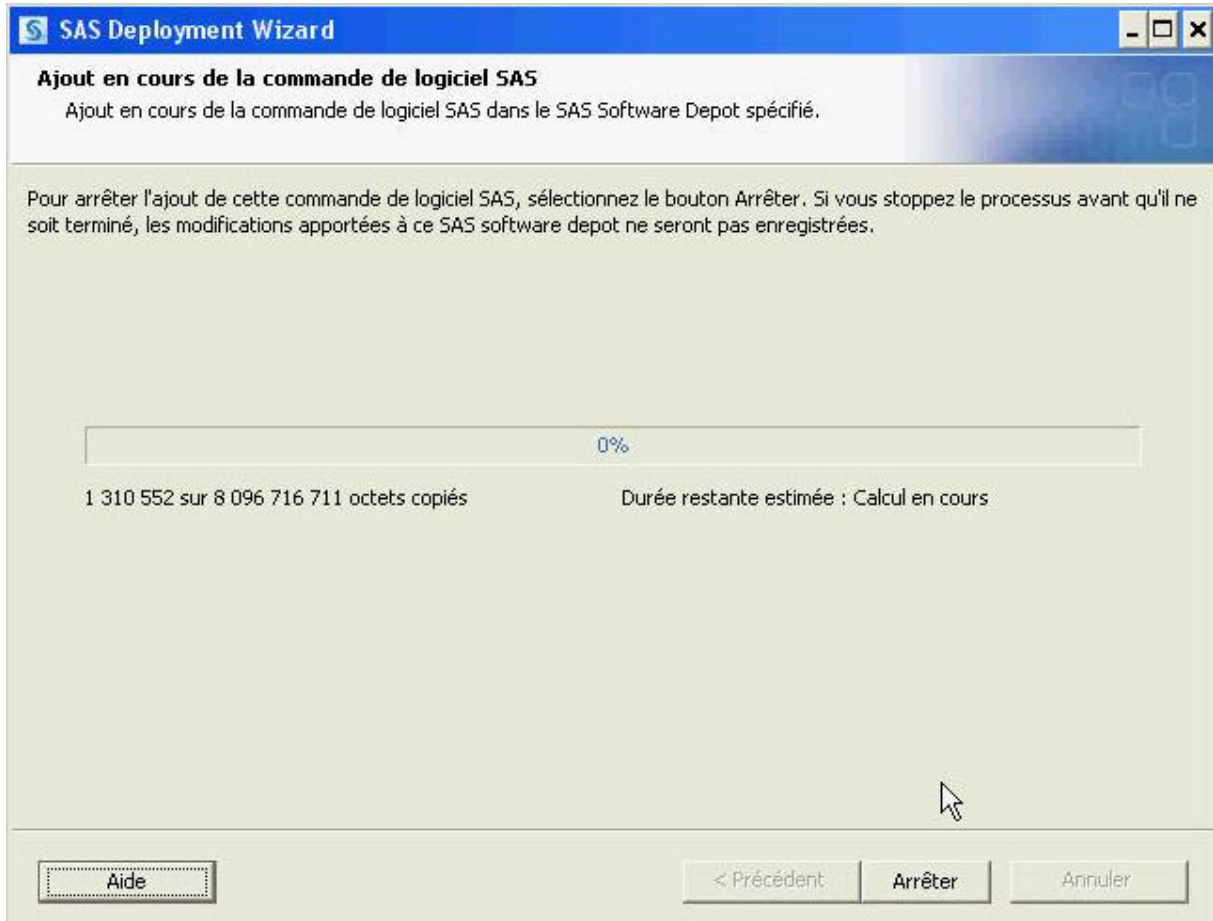 SAS Deployment Wizard
Ajout en cours de la commande de logiciel SAS
Ajout en cours de la commande de logiciel SAS dans le SAS Software Depot spécifié.
Pour arrêter l'ajout de cette commande de logiciel SAS, sélectionnez le bouton Arrêter. Si vous stoppez le processus avant qu'il ne
soit terminé, les modifications apportées à ce SAS software depot ne seront pas enregistrées.
0%
1 310 552 sur 8 096 716 711 octets copiés
Durée restante estimée : Calcul en cours
Aide
< Précédent
Arrêter
Annuler